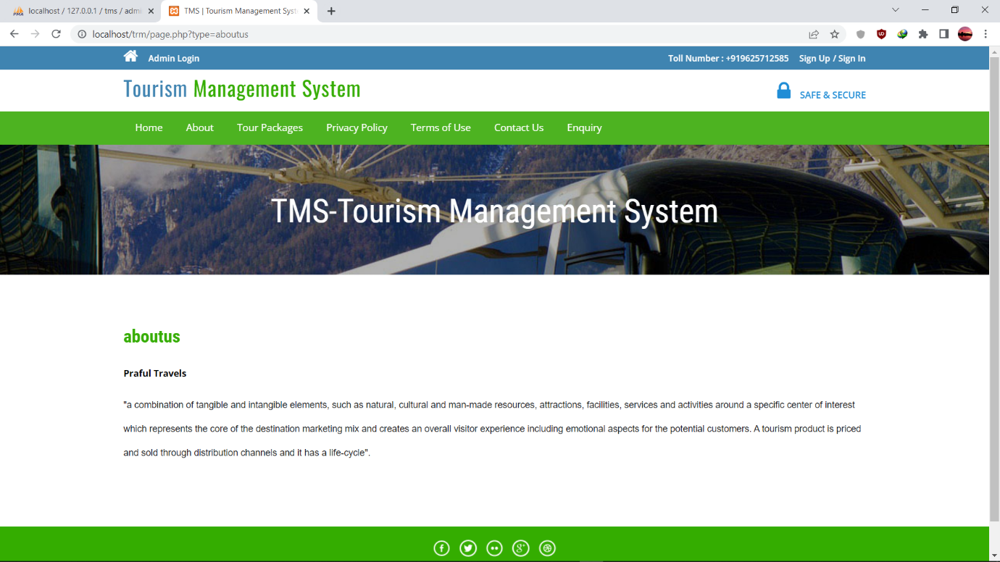 localhost / 127.0.0.1 / tms / admi
TMS | Tourism Management Syst
localhost/trm/page.php?type=aboutus
Admin Login
Toll Number : +919625712585
Sign Up / Sign In
Tourism Management System
SAFE & SECURE
Home
About
Tour Packages
Privacy Policy
Terms of Use
Contact Us
Enquiry
TMS-Tourism Management System
aboutus
Praful Travels
"a combination of tangible and intangible elements, such as natural, cultural and man-made resources, attractions, facilities, services and activities around a specific center of interest
which represents the core of the destination marketing mix and creates an overall visitor experience including emotional aspects for the potential customers. A tourism product is priced
and sold through distribution channels and it has a life-cycle".